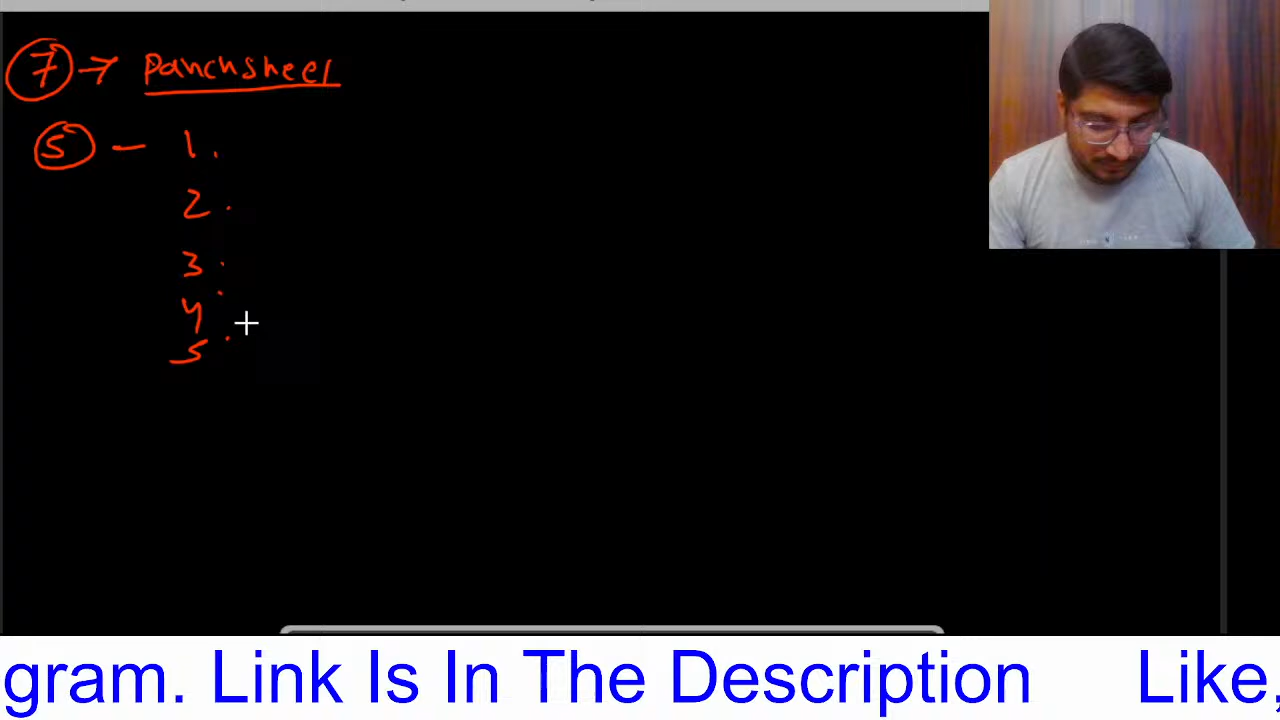 7 → Panchsheel
5 - 1.
2.
3.
4.
5.
gram. Link Is In The Description Like,